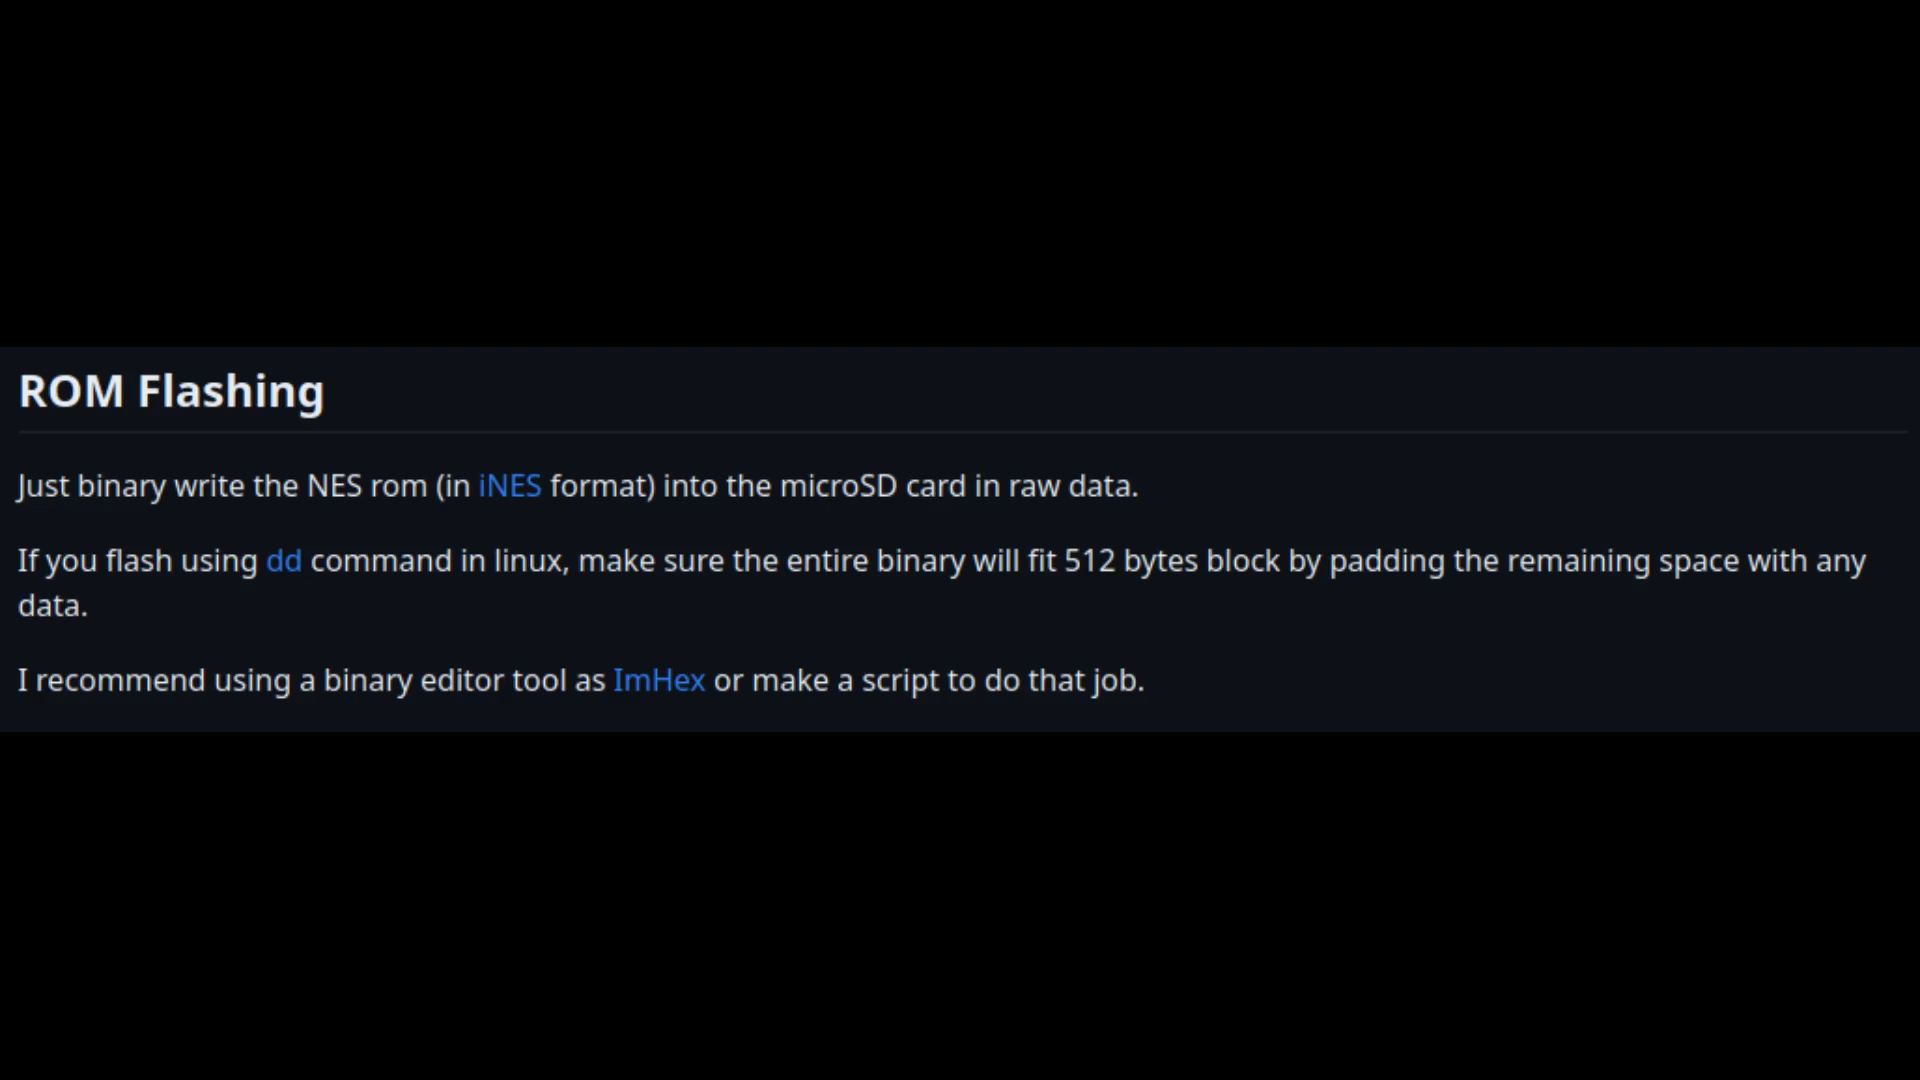 ROM Flashing
Just binary write the NES rom (in iNES format) into the microSD card in raw data.
If you flash using dd command in linux, make sure the entire binary will fit 512 bytes block by padding the remaining space with any
data.
I recommend using a binary editor tool as ImHex or make a script to do that job.